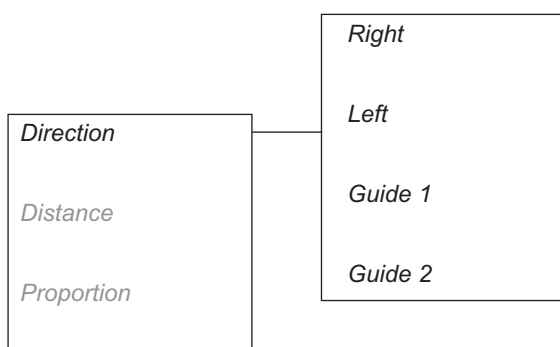 Direction
Distance
Proportion
Right
Left
Guide 1
Guide 2